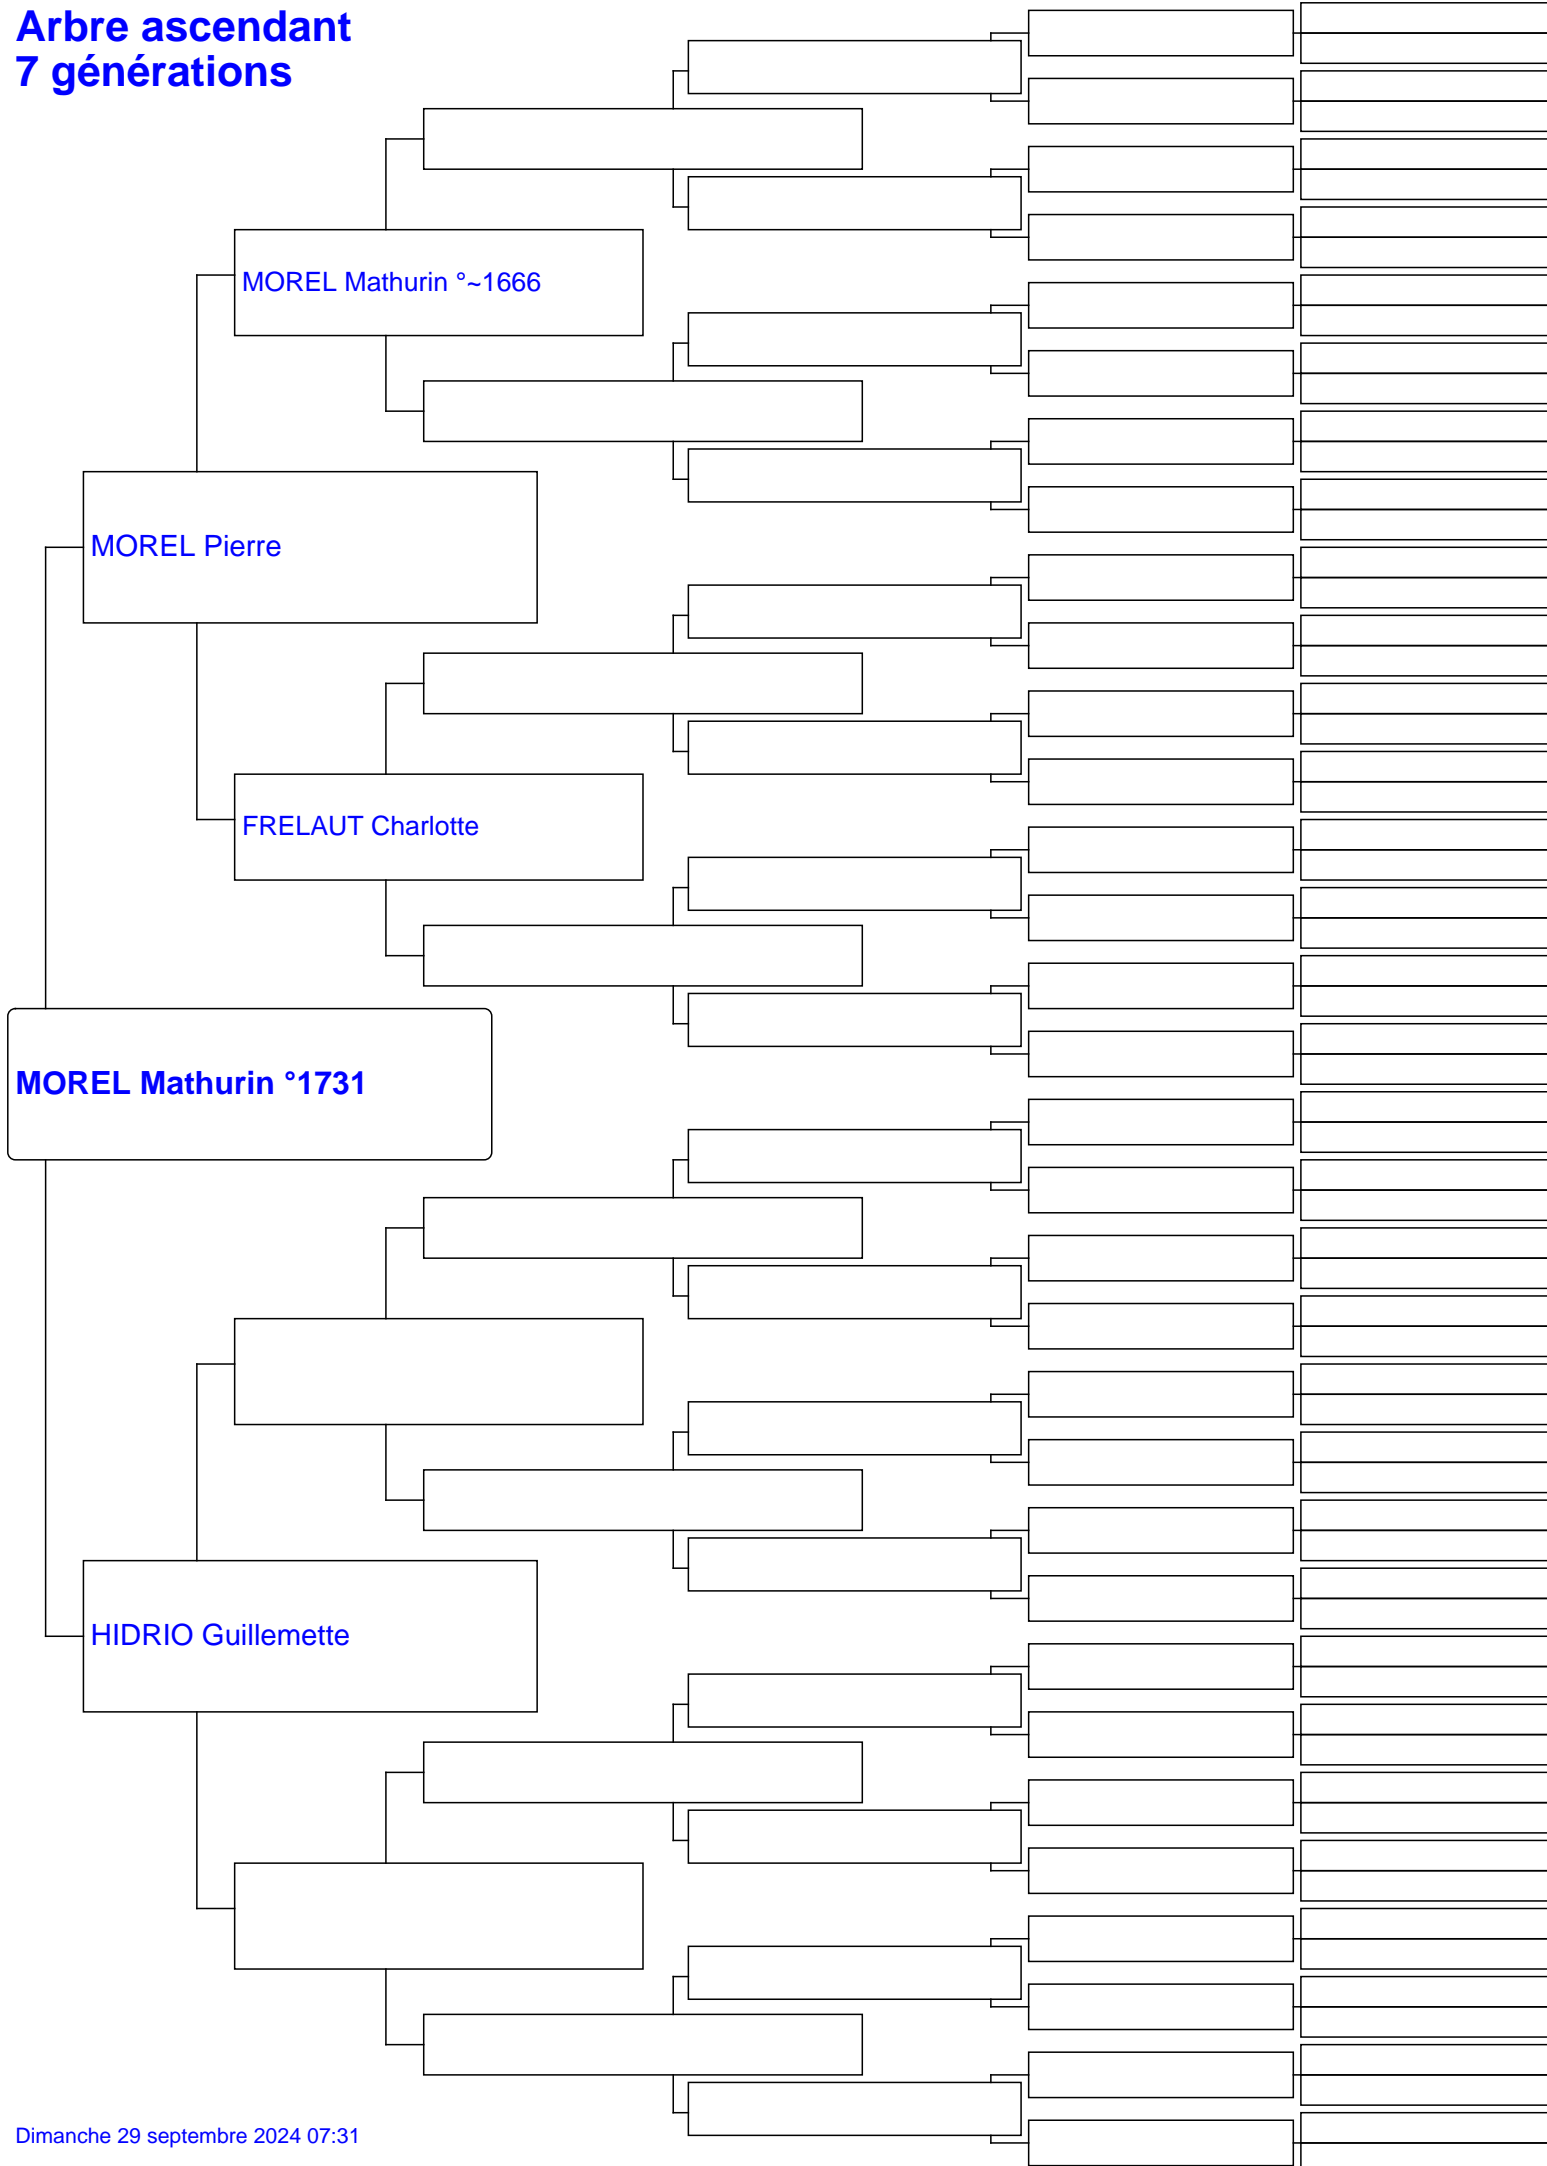 Arbre ascendant
7 générations
MOREL Mathurin °~1666
MOREL Pierre
FRELAUT Charlotte
MOREL Mathurin °1731
HIDRIO Guillemette
Dimanche 29 septembre 2024 07:31